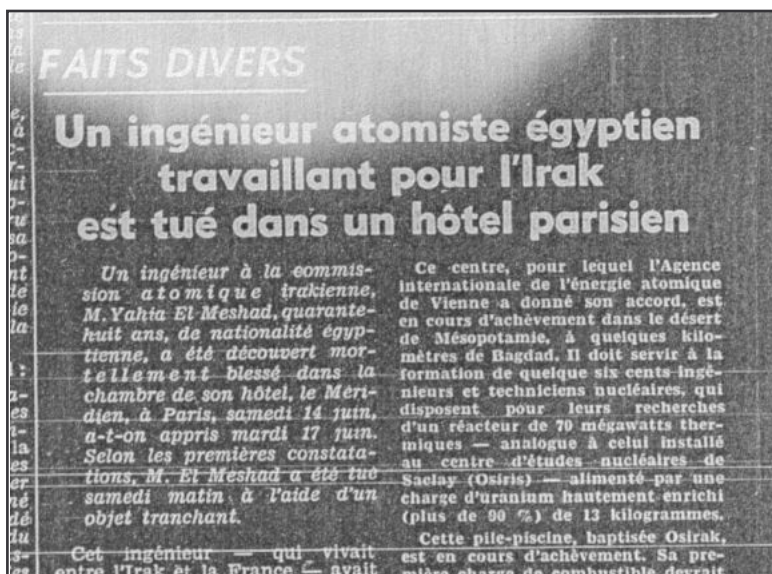 FAITS DIVERS
Un ingénieur atomiste égyptien
travaillant pour l'Irak
est tué dans un hôtel parisien
Un ingénieur à la commis-
sion atomique irakienne,
M. Yahia El Meshad, quarante-
huit ans, de nationalité égyp-
tienne, a été découvert mor-
tellement blessé dans la
chambre de son hôtel, le Méri-
dien, à Paris, samedi 14 juin,
a-t-on appris mardi 17 juin.
Selon les premières constata-
tions, M. El Meshad a été tué
samedi matin à l'aide d'un
objet tranchant.
Cet ingénieur — qui vivait
entre l'Irak et la France — avait
Ce centre, pour lequel l'Agence
internationale de l'énergie atomique
de Vienne a donné son accord, est
en cours d'achèvement dans le désert
de Mésopotamie, à quelques kilo-
mètres de Bagdad. Il doit servir à la
formation de quelque six cents ingé-
nieurs et techniciens nucléaires, qui
disposent pour leurs recherches
d'un réacteur de 70 mégawatts ther-
miques — analogue à celui installé
au centre d'études nucléaires de
Saclay (Osiris) — alimenté par une
charge d'uranium hautement enrichi
(plus de 90 %) de 13 kilogrammes.
Cette pile-piscine, baptisée Osirak,
est en cours d'achèvement. Sa pre-
mière charge de combustible devrait